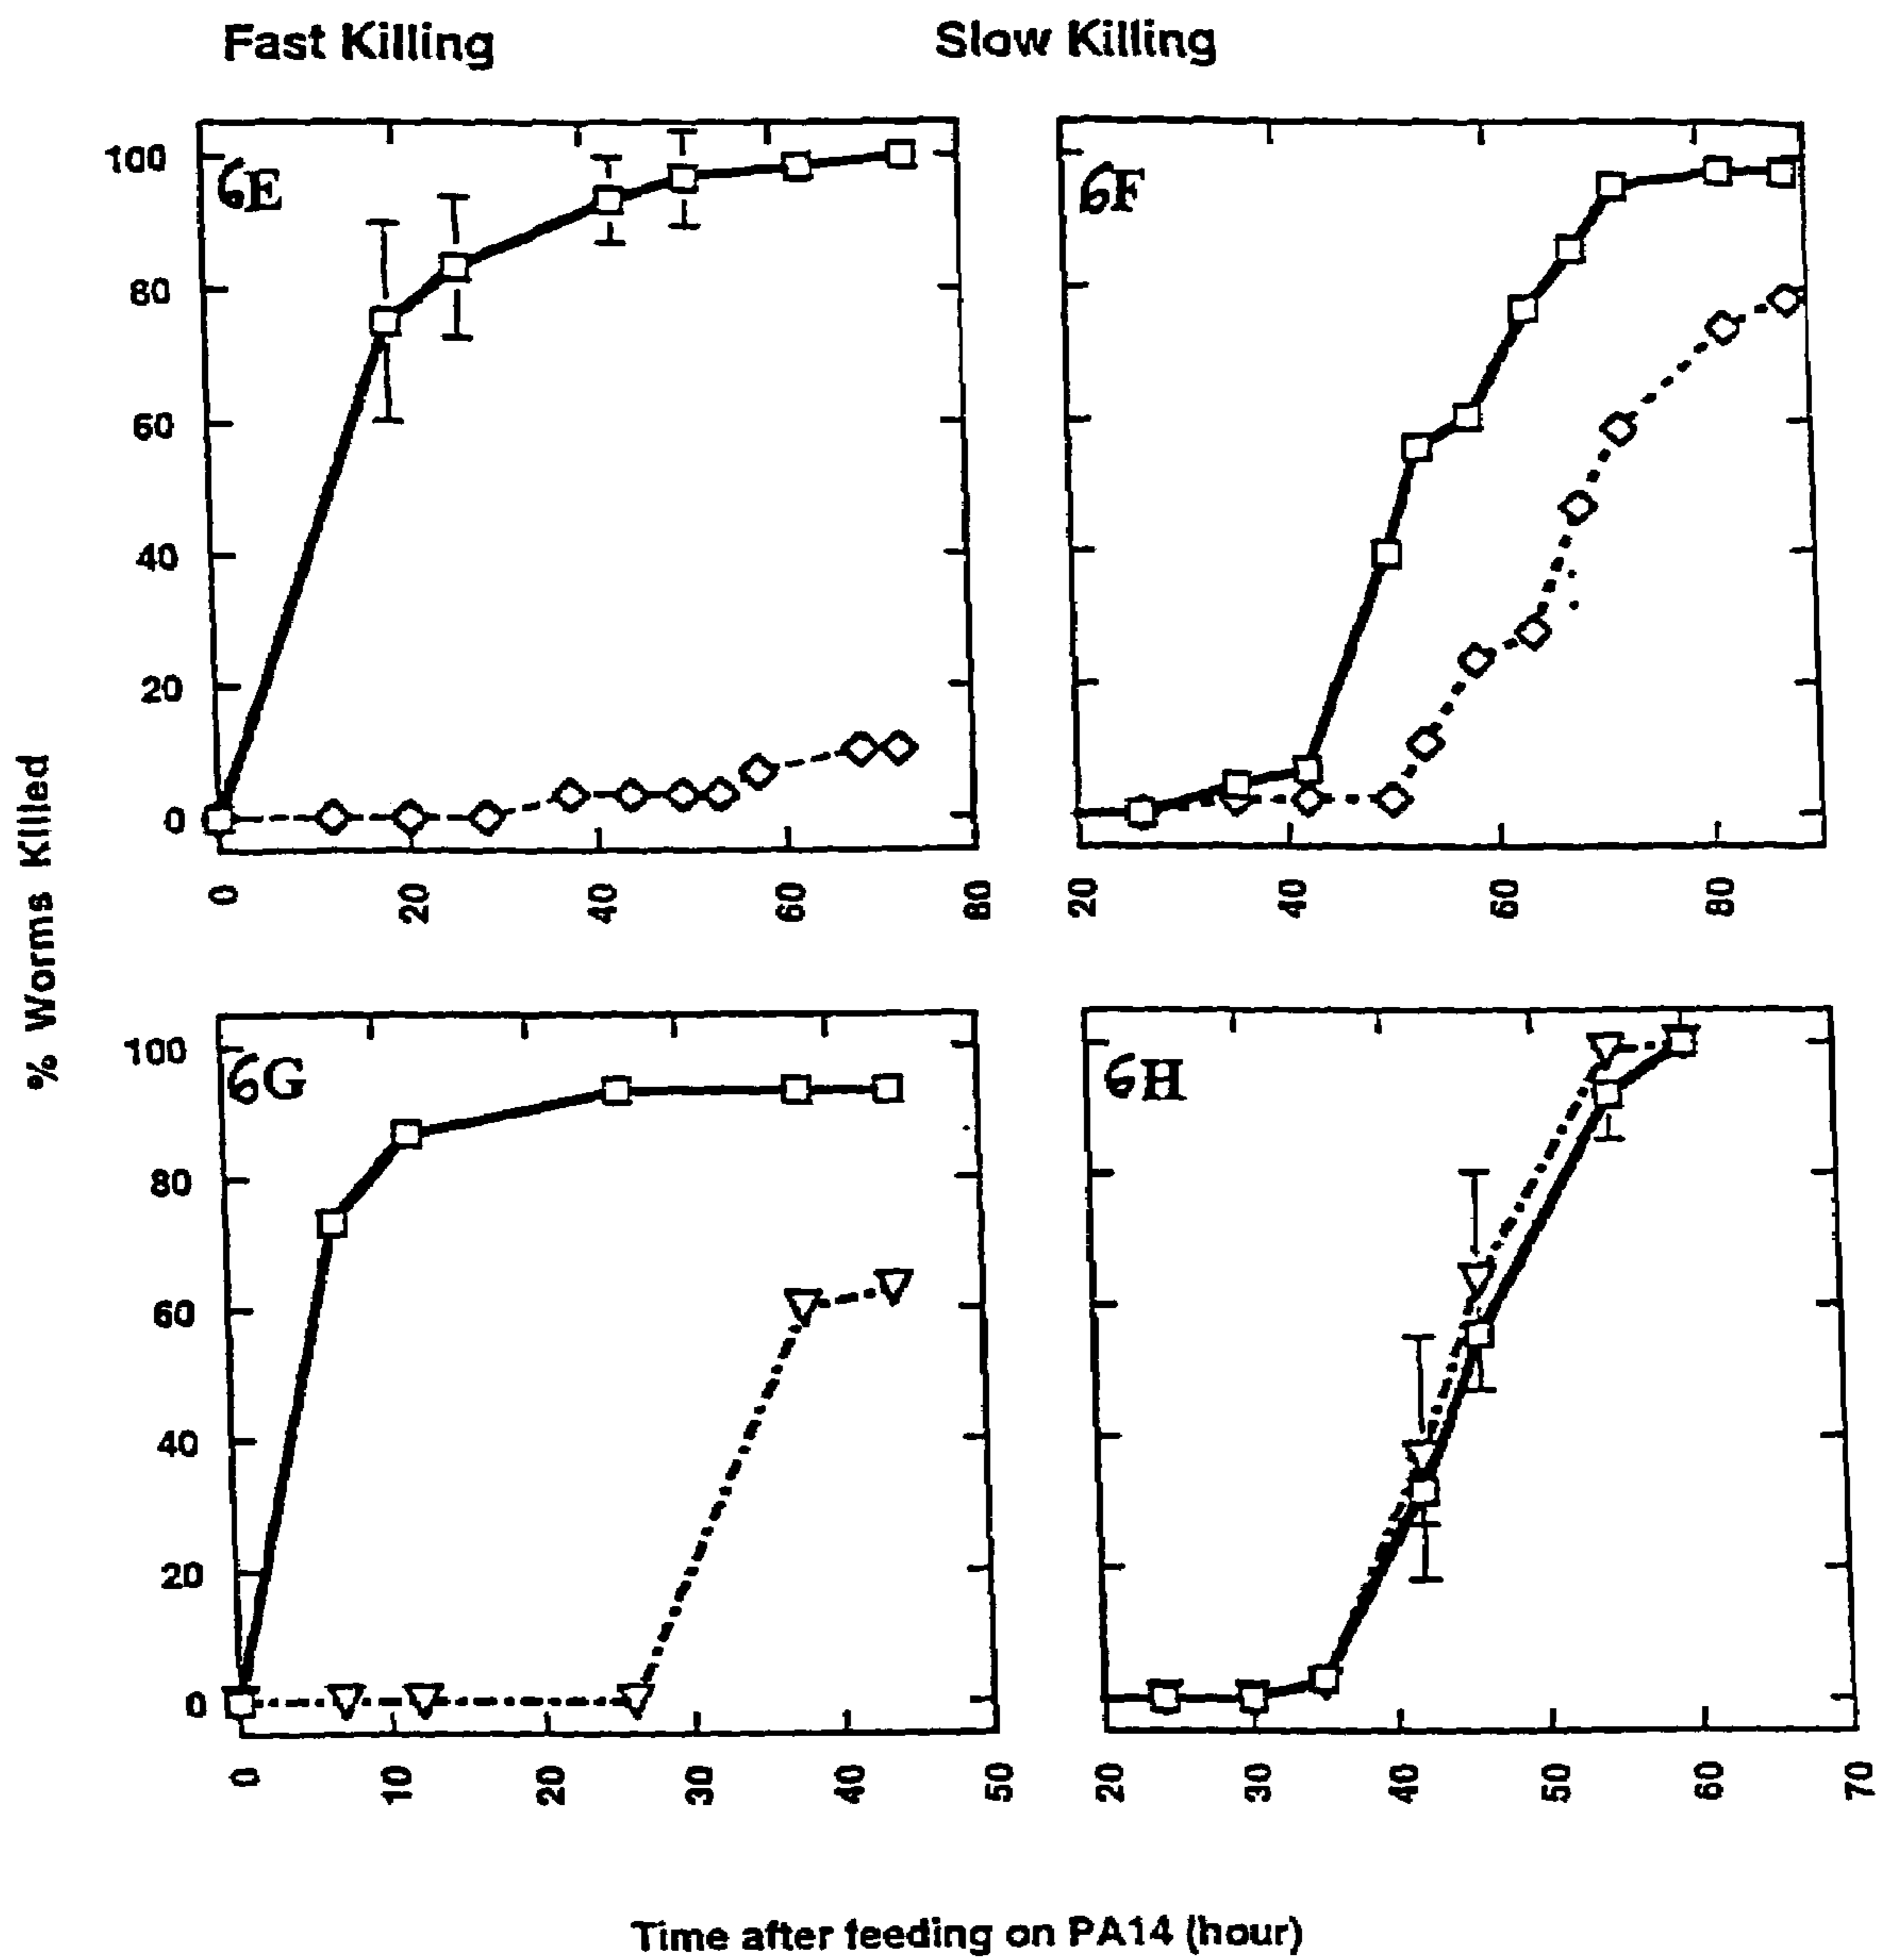 Fast Killing
Slow Killing
% Worms Killed
100
80
60
40
20
0
6E
0 20 40 60 80
6F
20 40 60 80
100
80
60
40
20
0
6G
0 10 20 30 40 50
6H
20 30 40 50 60 70
Time after feeding on PA14 (hour)